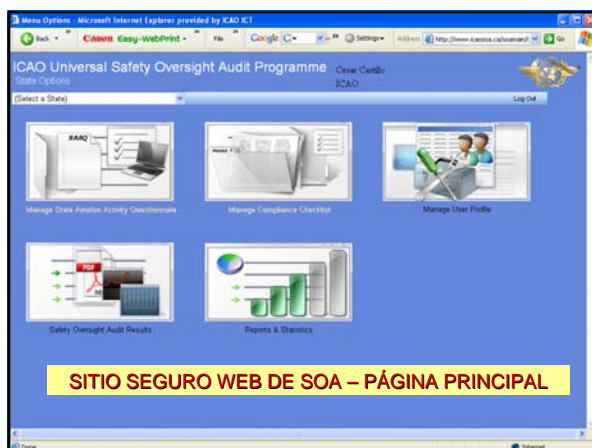 Menu Options - Microsoft Internet Explorer provided by ICAO ICT
Back
Canon Easy-WebPrint
File
Google
Settings
Address
Go
ICAO Universal Safety Oversight Audit Programme
Cesar Castillo
State Options
ICAO
(Select a State)
Log Out
SAAQ
Manage State Aviation Activity Questionnaire
Manage Compliance Checklist
Manage User Profile
PDF
Safety Oversight Audit Results
Reports & Statistics
SITIO SEGURO WEB DE SOA – PÁGINA PRINCIPAL
Done
Internet